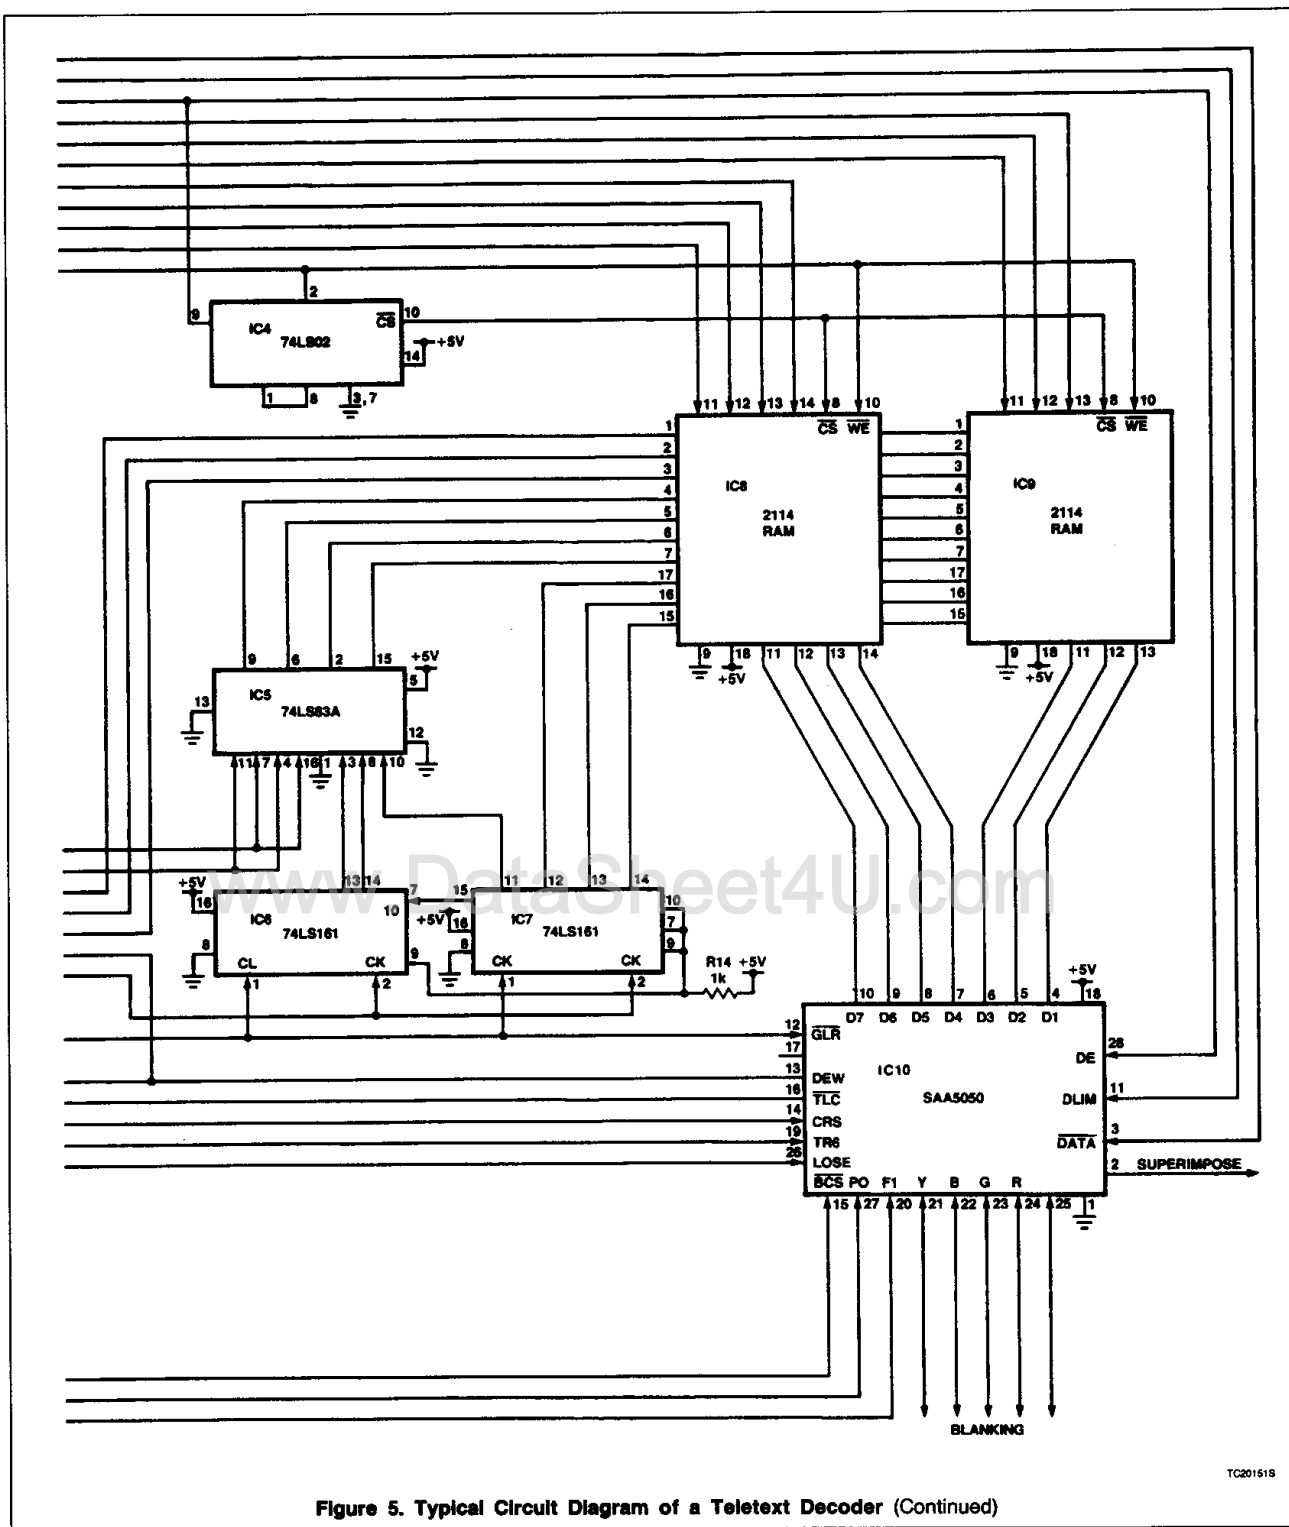 2
9
IC4
74LS02
CS
10
14
+5V
1
8
3,7
11
12
13
14
8
10
11
12
13
8
10
CS
WE
CS
WE
1
2
3
4
5
6
7
17
16
15
IC8
2114
RAM
1
2
3
4
5
6
7
17
16
15
IC9
2114
RAM
9
18
+5V
11
12
13
14
9
18
+5V
11
12
13
9
6
2
15
+5V
5
13
IC5
74LS83A
12
11
7
4
16
1
3
8
10
www.DataSheet4U.com
+5V
16
13
14
7
10
IC6
74LS161
8
9
CL
CK
1
2
15
11
12
13
14
+5V
16
IC7
74LS161
10
7
9
8
CK
CK
1
2
R14
1k
+5V
+5V
10
9
8
7
6
5
4
18
D7
D6
D5
D4
D3
D2
D1
12
GLR
17
13
DEW
16
TLC
14
CRS
19
TR6
26
LOSE
IC10
SAA5050
28
DE
11
DLIM
3
DATA
2
SUPERIMPOSE
BCS
PO
F1
Y
B
G
R
15
27
20
21
22
23
24
25
1
BLANKING
TC20151S
Figure 5. Typical Circuit Diagram of a Teletext Decoder (Continued)